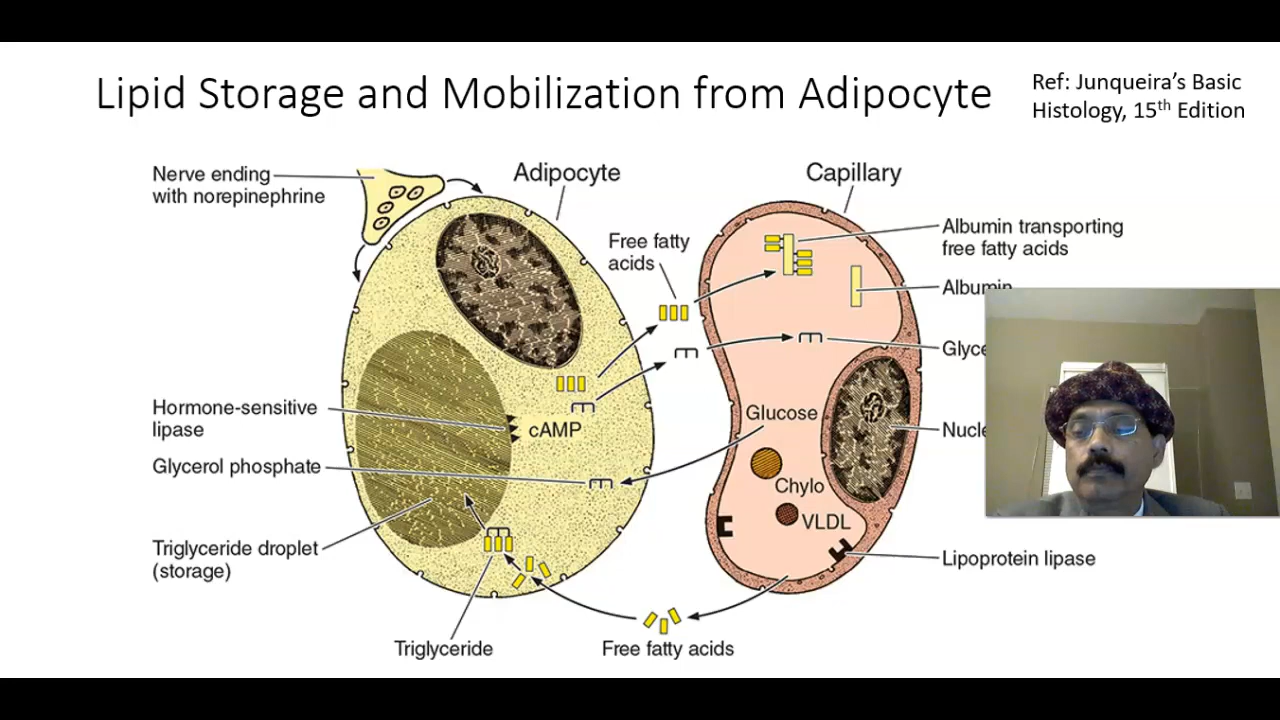 Lipid Storage and Mobilization from Adipocyte
Ref: Junqueira's Basic
Histology, 15th Edition
Nerve ending
with norepinephrine
Adipocyte
Capillary
Free fatty
acids
Albumin transporting
free fatty acids
Albumin
Hormone-sensitive
lipase
cAMP
Glucose
Glycerol phosphate
Chylo
VLDL
Triglyceride droplet
(storage)
Lipoprotein lipase
Triglyceride
Free fatty acids